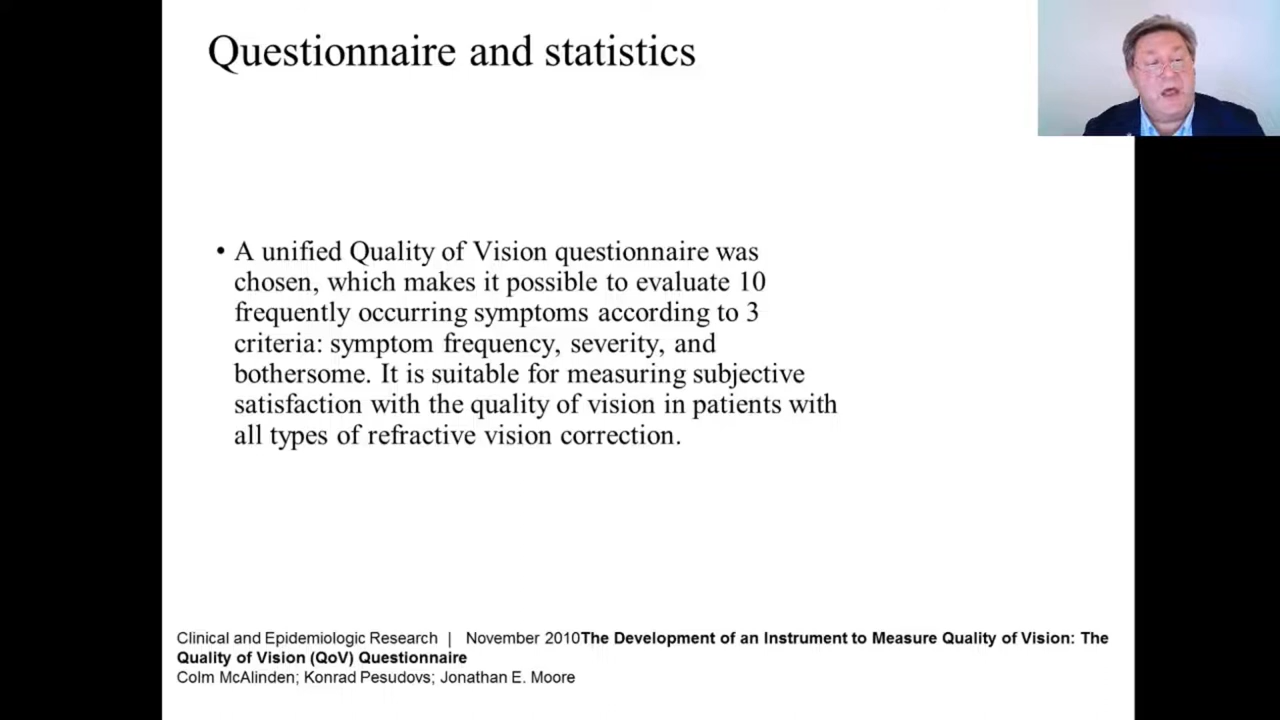 Questionnaire and statistics
• A unified Quality of Vision questionnaire was
chosen, which makes it possible to evaluate 10
frequently occurring symptoms according to 3
criteria: symptom frequency, severity, and
bothersome. It is suitable for measuring subjective
satisfaction with the quality of vision in patients with
all types of refractive vision correction.
Clinical and Epidemiologic Research | November 2010The Development of an Instrument to Measure Quality of Vision: The
Quality of Vision (QoV) Questionnaire
Colm McAlinden; Konrad Pesudovs; Jonathan E. Moore